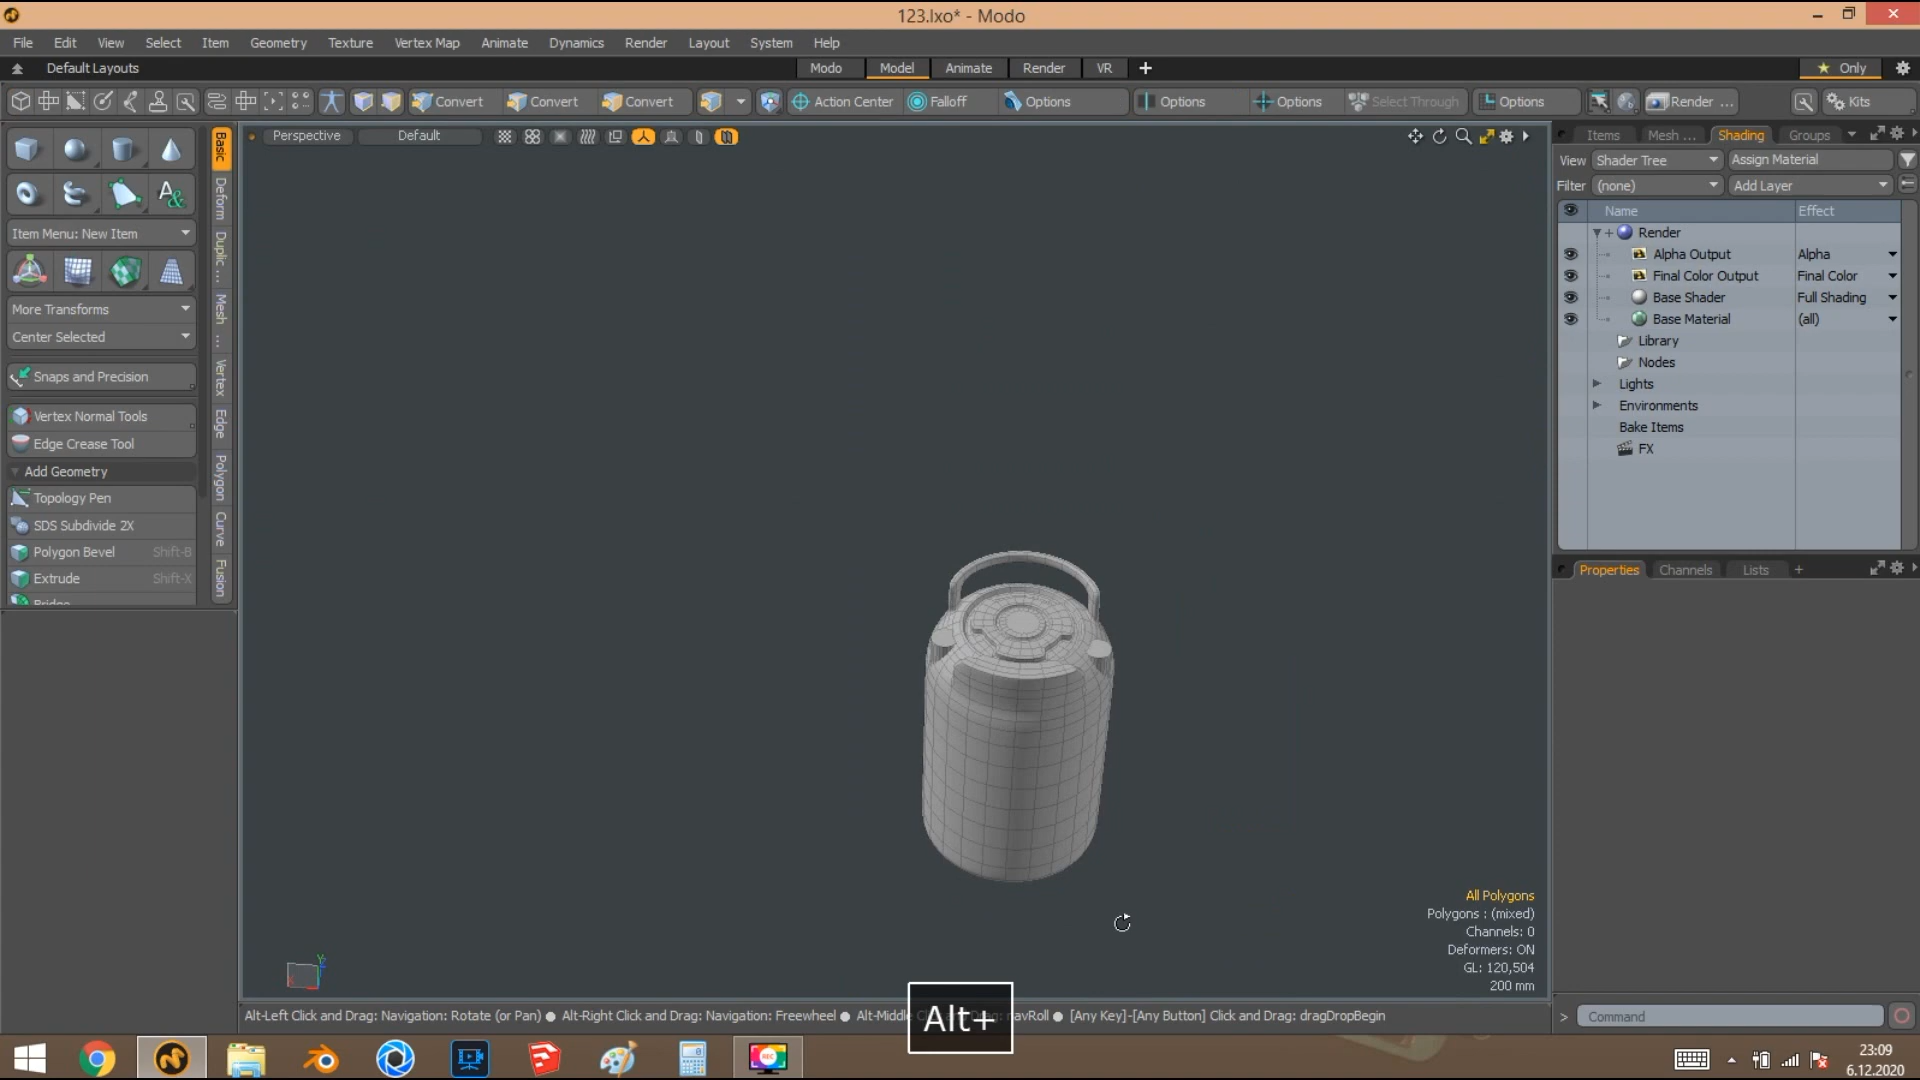 123.lxo* - Modo
File Edit View Select Item Geometry Texture Vertex Map Animate Dynamics Render Layout System Help
Default Layouts Modo Model Animate Render VR + Only
Convert Convert Convert Action Center Falloff Options Options Options Select Through Options Render ... Kits
Perspective Default
Items Mesh ... Shading Groups
View Shader Tree Assign Material
Filter (none) Add Layer
Name Effect
Render
Alpha Output Alpha
Final Color Output Final Color
Base Shader Full Shading
Base Material (all)
Library
Nodes
Lights
Environments
Bake Items
FX
Properties Channels Lists +
Item Menu: New Item
More Transforms
Center Selected
Snaps and Precision
Vertex Normal Tools
Edge Crease Tool
Add Geometry
Topology Pen
SDS Subdivide 2X
Polygon Bevel Shift-B
Extrude Shift-X
Bridge
Basic
Deform
Duplic ...
Mesh ...
Vertex
Edge
Polygon
Curve
Fusion
All Polygons
Polygons : (mixed)
Channels: 0
Deformers: ON
GL: 120,504
200 mm
Alt-Left Click and Drag: Navigation: Rotate (or Pan) ● Alt-Right Click and Drag: Navigation: Freewheel ● Alt-Middle navRoll ● [Any Key]-[Any Button] Click and Drag: dragDropBegin
Alt+
> Command
23:09
6.12.2020